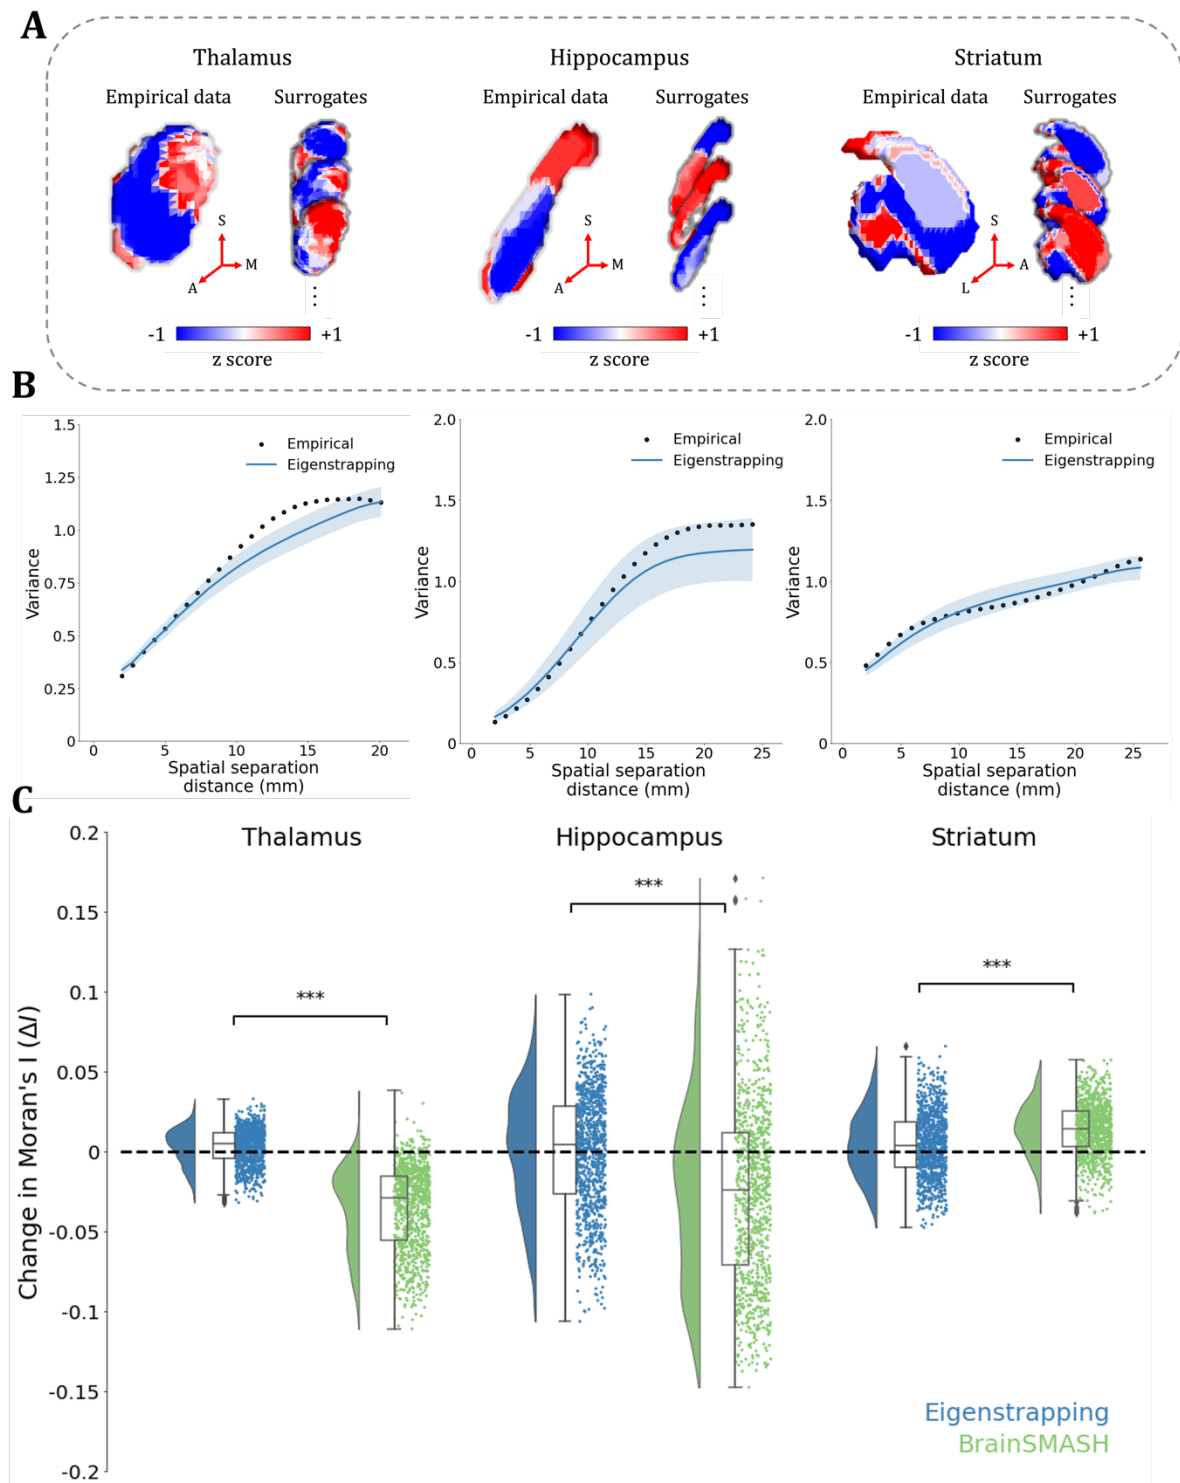 A
Thalamus
Hippocampus
Striatum
Empirical data
Surrogates
Empirical data
Surrogates
Empirical data
Surrogates
S
M
A
S
M
A
S
A
L
-1
+1
z score
-1
+1
z score
-1
+1
z score
B
1.5
1.25
1.0
0.75
0.5
0.25
0
Variance
Empirical
Eigenstrapping
0
5
10
15
20
Spatial separation
distance (mm)
2.0
1.5
1.0
0.5
0
Variance
Empirical
Eigenstrapping
0
5
10
15
20
25
Spatial separation
distance (mm)
2.0
1.5
1.0
0.5
0
Variance
Empirical
Eigenstrapping
0
5
10
15
20
25
Spatial separation
distance (mm)
C
Thalamus
Hippocampus
Striatum
0.2
0.15
0.1
0.05
0
-0.05
-0.1
-0.15
-0.2
Change in Moran's I (ΔI)
***
***
***
Eigenstrapping
BrainSMASH